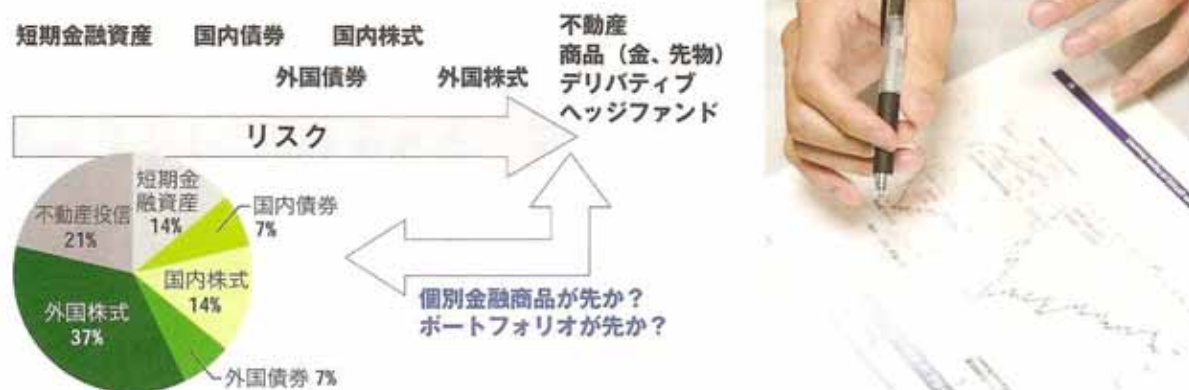 短期金融資産 国内債券 国内株式
外国債券 外国株式
不動産
商品（金、先物）
デリバティブ
ヘッジファンド
リスク
短期金
融資産
14%
国内債券
7%
国内株式
14%
外国債券 7%
外国株式
37%
不動産投信
21%
個別金融商品が先か？
ポートフォリオが先か？